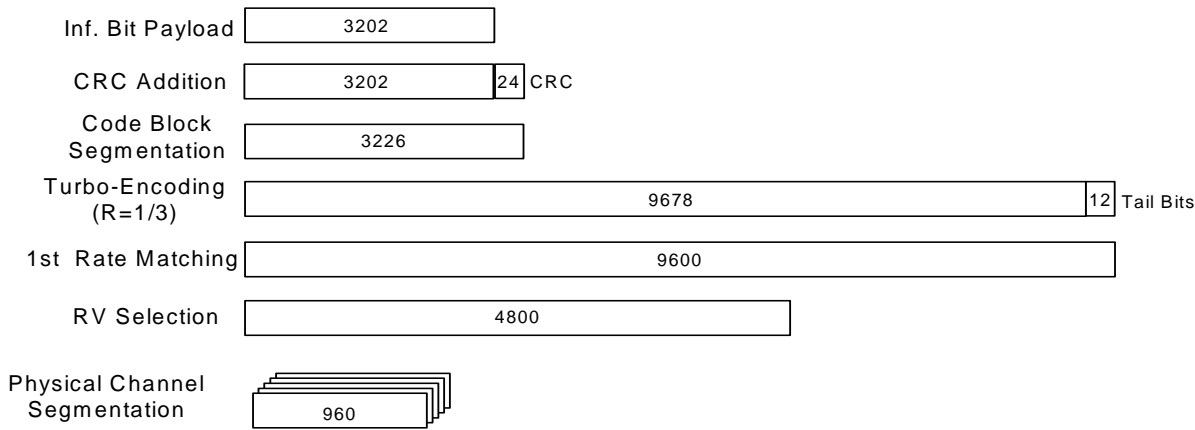 Inf. Bit Payload 3202
CRC Addition 3202 24 CRC
Code Block
Segmentation 3226
Turbo-Encoding
(R=1/3) 9678 12 Tail Bits
1st Rate Matching 9600
RV Selection 4800
Physical Channel
Segmentation 960